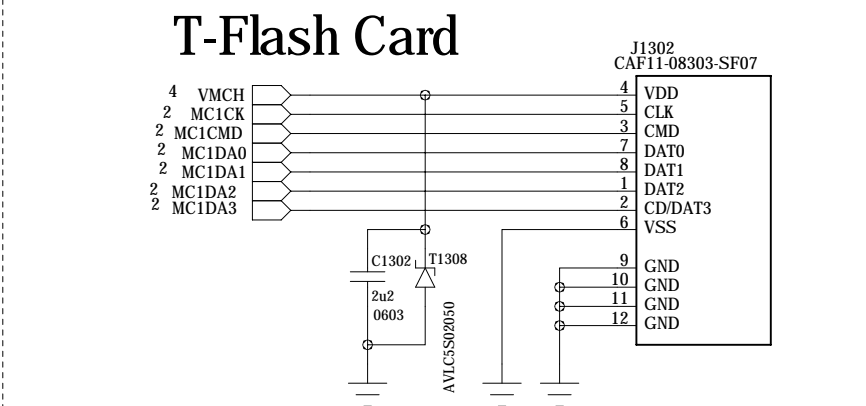 T-Flash Card
J1302
CAF11-08303-SF07
4 VMCH 4 VDD
2 MC1CK 5 CLK
2 MC1CMD 3 CMD
2 MC1DA0 7 DAT0
2 MC1DA1 8 DAT1
2 MC1DA2 1 DAT2
2 MC1DA3 2 CD/DAT3
6 VSS
C1302 T1308
9 GND
10 GND
2u2
11 GND
0603
12 GND
AVLC5S02050